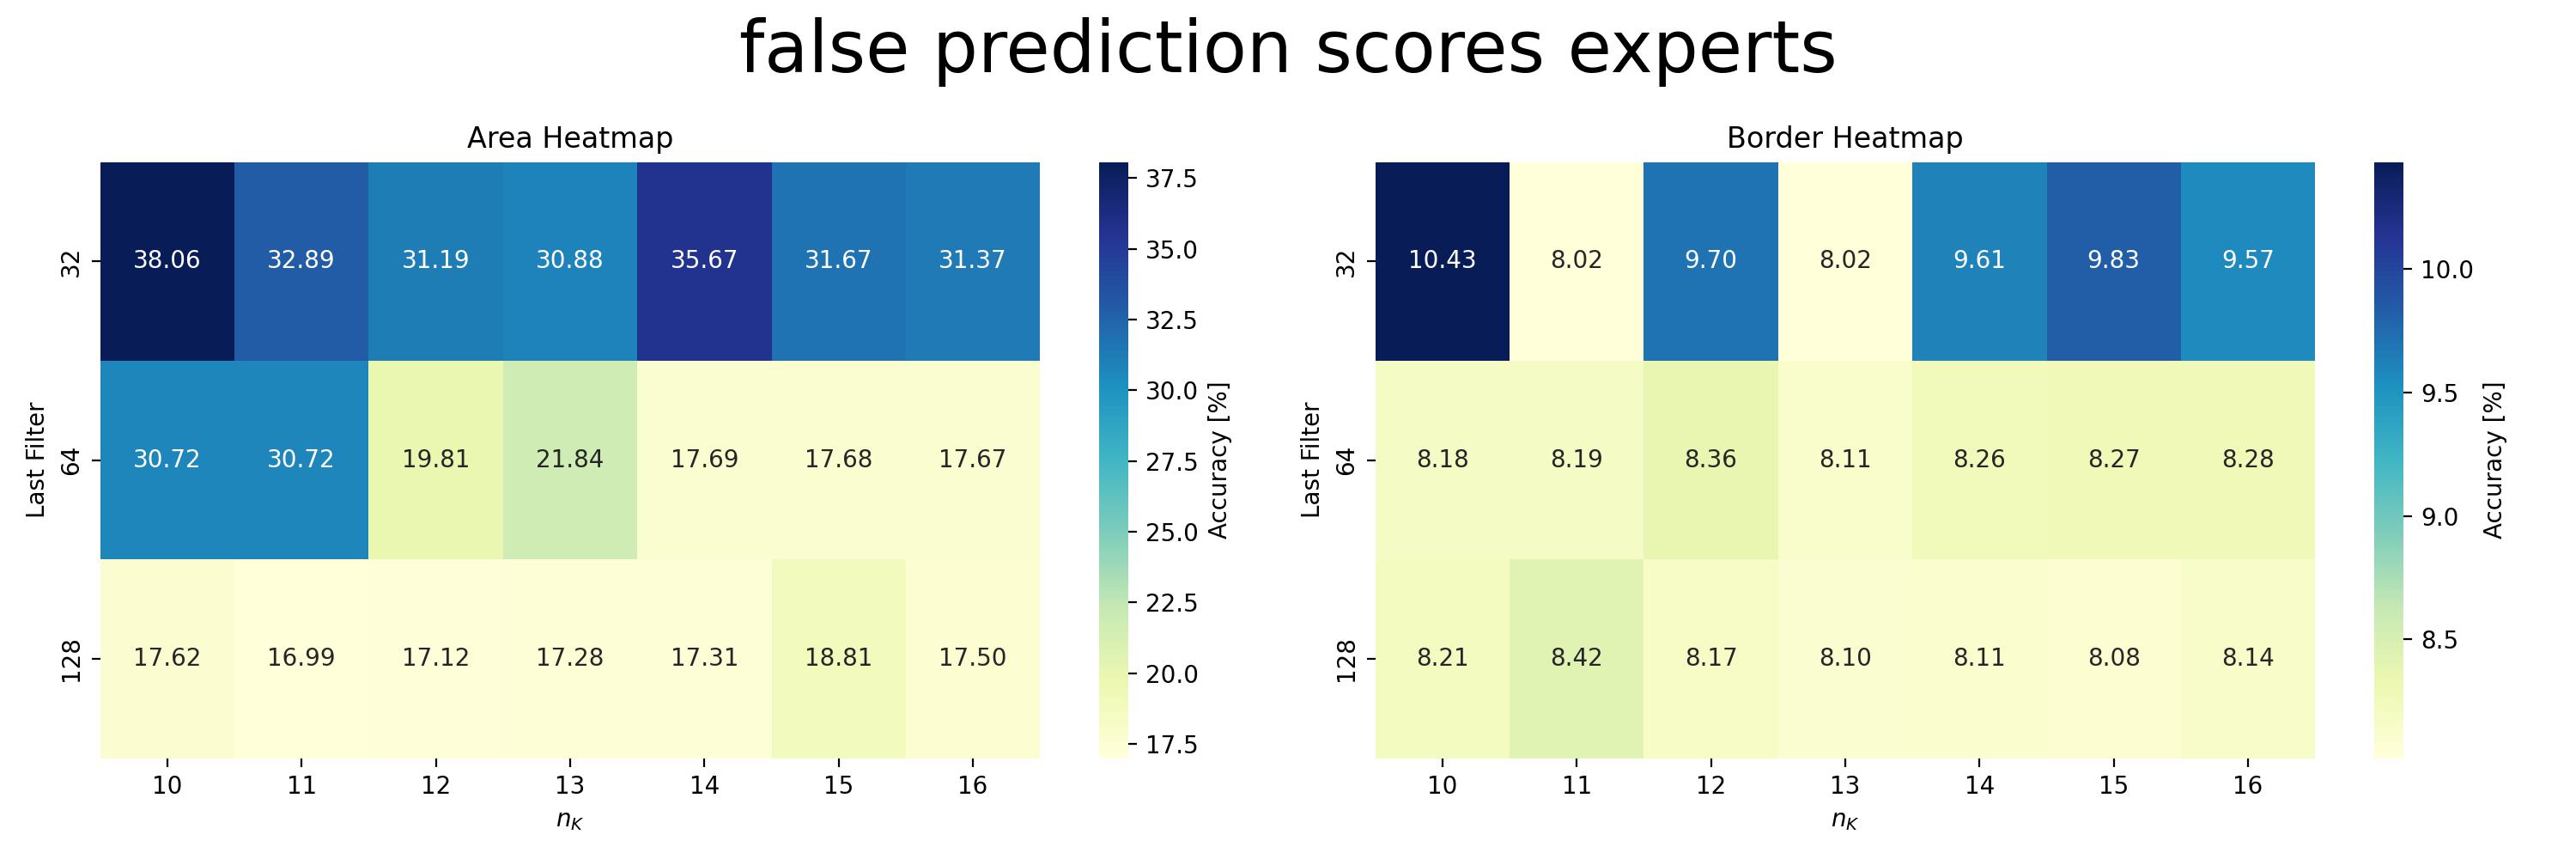 false prediction scores experts
Area Heatmap
Last Filter
32
64
128
38.06 32.89 31.19 30.88 35.67 31.67 31.37
30.72 30.72 19.81 21.84 17.69 17.68 17.67
17.62 16.99 17.12 17.28 17.31 18.81 17.50
10 11 12 13 14 15 16
n_K
37.5
35.0
32.5
30.0
27.5
25.0
22.5
20.0
17.5
Accuracy [%]
Border Heatmap
Last Filter
32
64
128
10.43 8.02 9.70 8.02 9.61 9.83 9.57
8.18 8.19 8.36 8.11 8.26 8.27 8.28
8.21 8.42 8.17 8.10 8.11 8.08 8.14
10 11 12 13 14 15 16
n_K
10.0
9.5
9.0
8.5
Accuracy [%]